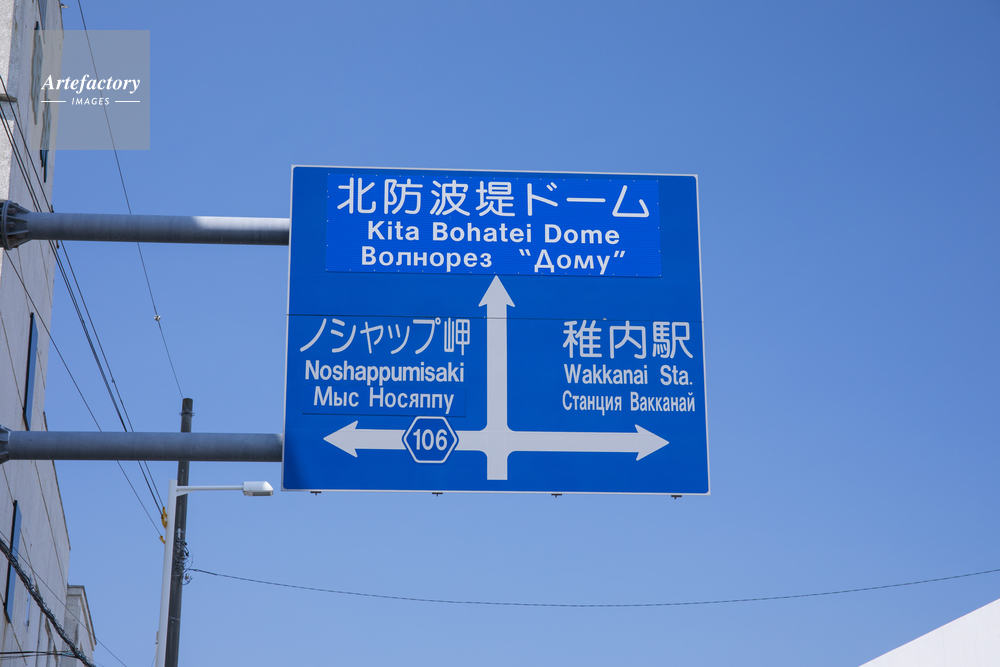 Artefactory
IMAGES
北防波堤ドーム
Kita Bohatei Dome
Волнорез “Дому”
ノシャップ岬
Noshappumisaki
Мыс Носяппу
稚内駅
Wakkanai Sta.
Станция Вакканай
106